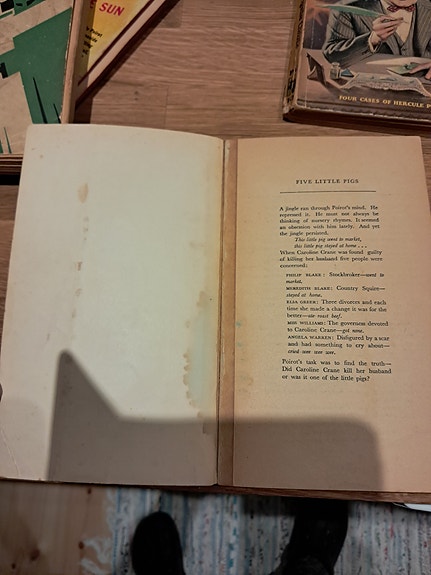 SUN
FOUR CASES OF HERCULE P
FIVE LITTLE PIGS
A jingle ran through Poirot's mind. He
repressed it. He must not always be
thinking of nursery rhymes. It seemed
an obsession with him lately. And yet
the jingle persisted.
This little pig went to market,
this little pig stayed at home . . .
When Caroline Crane was found guilty
of killing her husband five people were
concerned:
PHILIP BLAKE: Stockbroker—went to
market.
MEREDITH BLAKE: Country Squire—
stayed at home.
ELSA GREER: Three divorces and each
time she made a change it was for the
better—ate roast beef.
MISS WILLIAMS: The governess devoted
to Caroline Crane—got none.
ANGELA WARREN: Disfigured by a scar
and had something to cry about—
cried wee wee wee.
Poirot's task was to find the truth—
Did Caroline Crane kill her husband
or was it one of the little pigs?